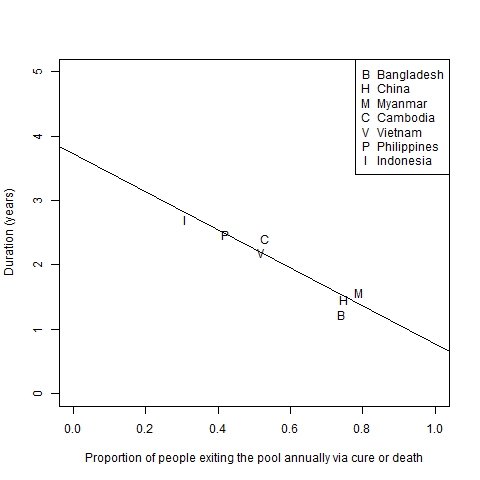 5
4
3
2
1
0
Duration (years)
B Bangladesh
H China
M Myanmar
C Cambodia
V Vietnam
P Philippines
I Indonesia
I
P
C
V
M
H
B
0.0 0.2 0.4 0.6 0.8 1.0
Proportion of people exiting the pool annually via cure or death